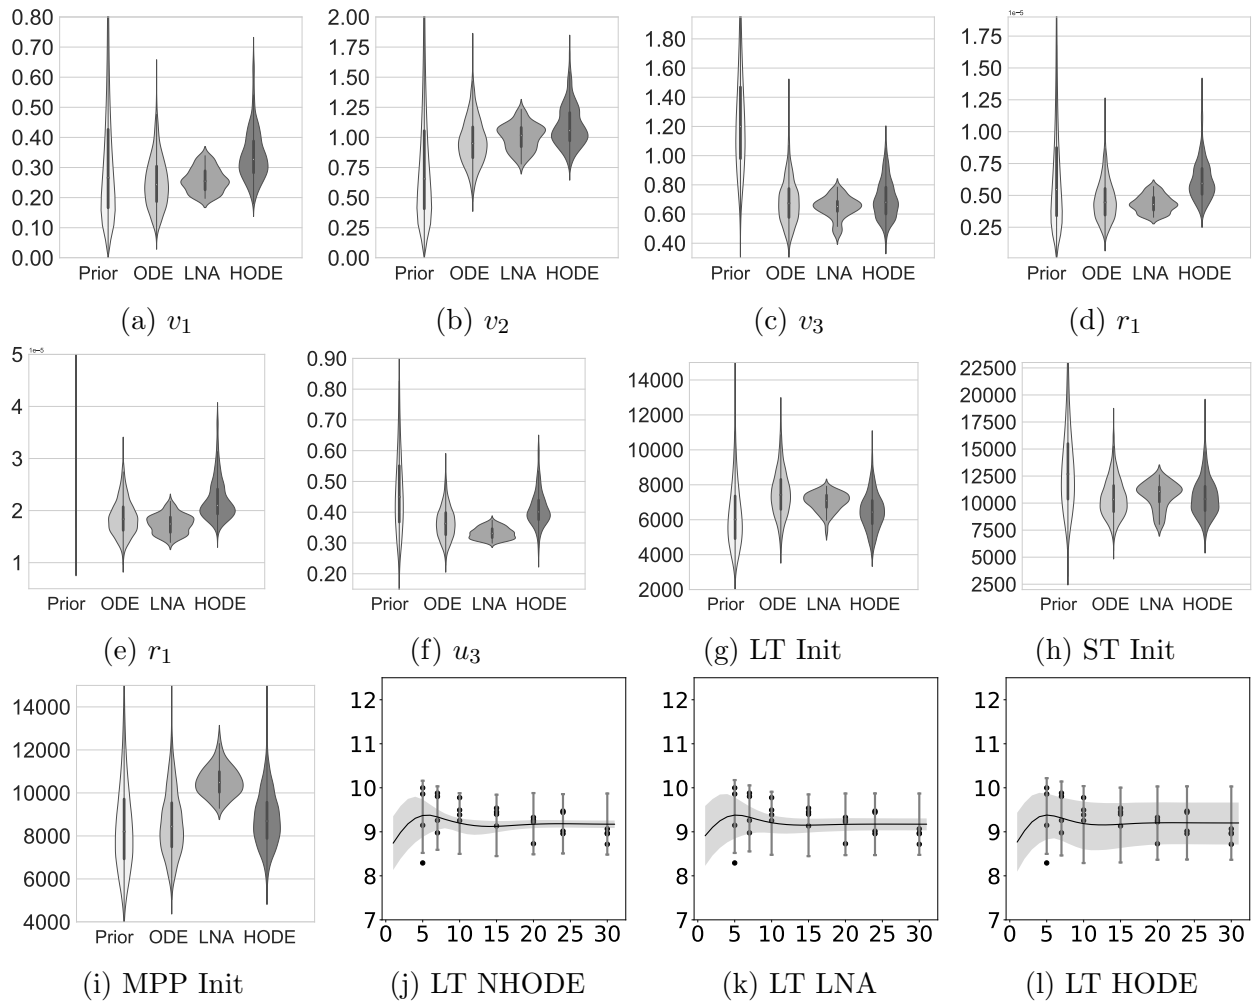 0.80 2.00 1.80 1e-5
0.70 1.75 1.60 1.75
0.60 1.50 1.40 1.50
0.50 1.25 1.20 1.25
0.40 1.00 1.00 1.00
0.30 0.75 0.80 0.75
0.20 0.50 0.60 0.50
0.10 0.25 0.40 0.25
0.00 0.00
Prior ODE LNA HODE Prior ODE LNA HODE Prior ODE LNA HODE Prior ODE LNA HODE
(a) v1 (b) v2 (c) v3 (d) r1
5 1e-5 0.90 14000 22500
4 0.80 12000 20000
3 0.70 10000 17500
2 0.60 8000 15000
1 0.50 6000 12500
0.40 4000 10000
0.30 2000 7500
0.20 5000
2500
Prior ODE LNA HODE Prior ODE LNA HODE Prior ODE LNA HODE Prior ODE LNA HODE
(e) r1 (f) u3 (g) LT Init (h) ST Init
14000 12 12 12
12000 11 11 11
10000 10 10 10
8000 9 9 9
6000 8 8 8
4000 7 7 7
Prior ODE LNA HODE 0 5 10 15 20 25 30 0 5 10 15 20 25 30 0 5 10 15 20 25 30
(i) MPP Init (j) LT NHODE (k) LT LNA (l) LT HODE